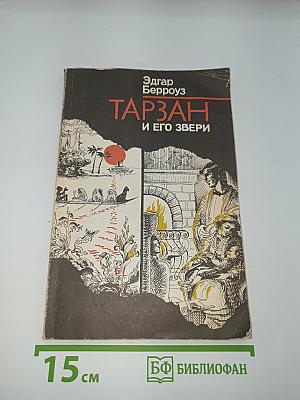 Эдгар
Берроуз
ТАРЗАН
И ЕГО ЗВЕРИ
15 см
БФ БИБЛИОФАН